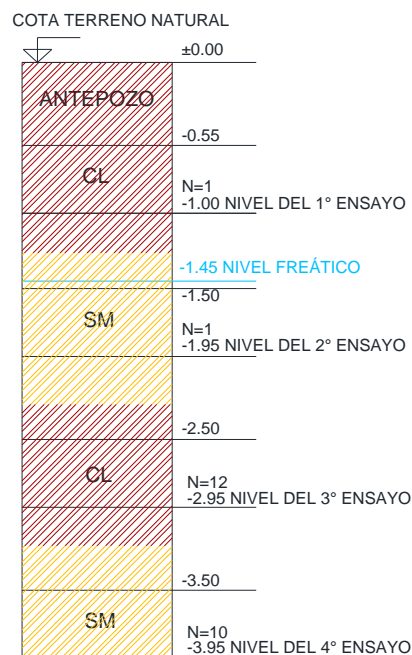 COTA TERRENO NATURAL
±0.00
ANTEPOZO
-0.55
CL
N=1
-1.00 NIVEL DEL 1° ENSAYO
-1.45 NIVEL FREÁTICO
-1.50
SM
N=1
-1.95 NIVEL DEL 2° ENSAYO
-2.50
CL
N=12
-2.95 NIVEL DEL 3° ENSAYO
-3.50
SM
N=10
-3.95 NIVEL DEL 4° ENSAYO